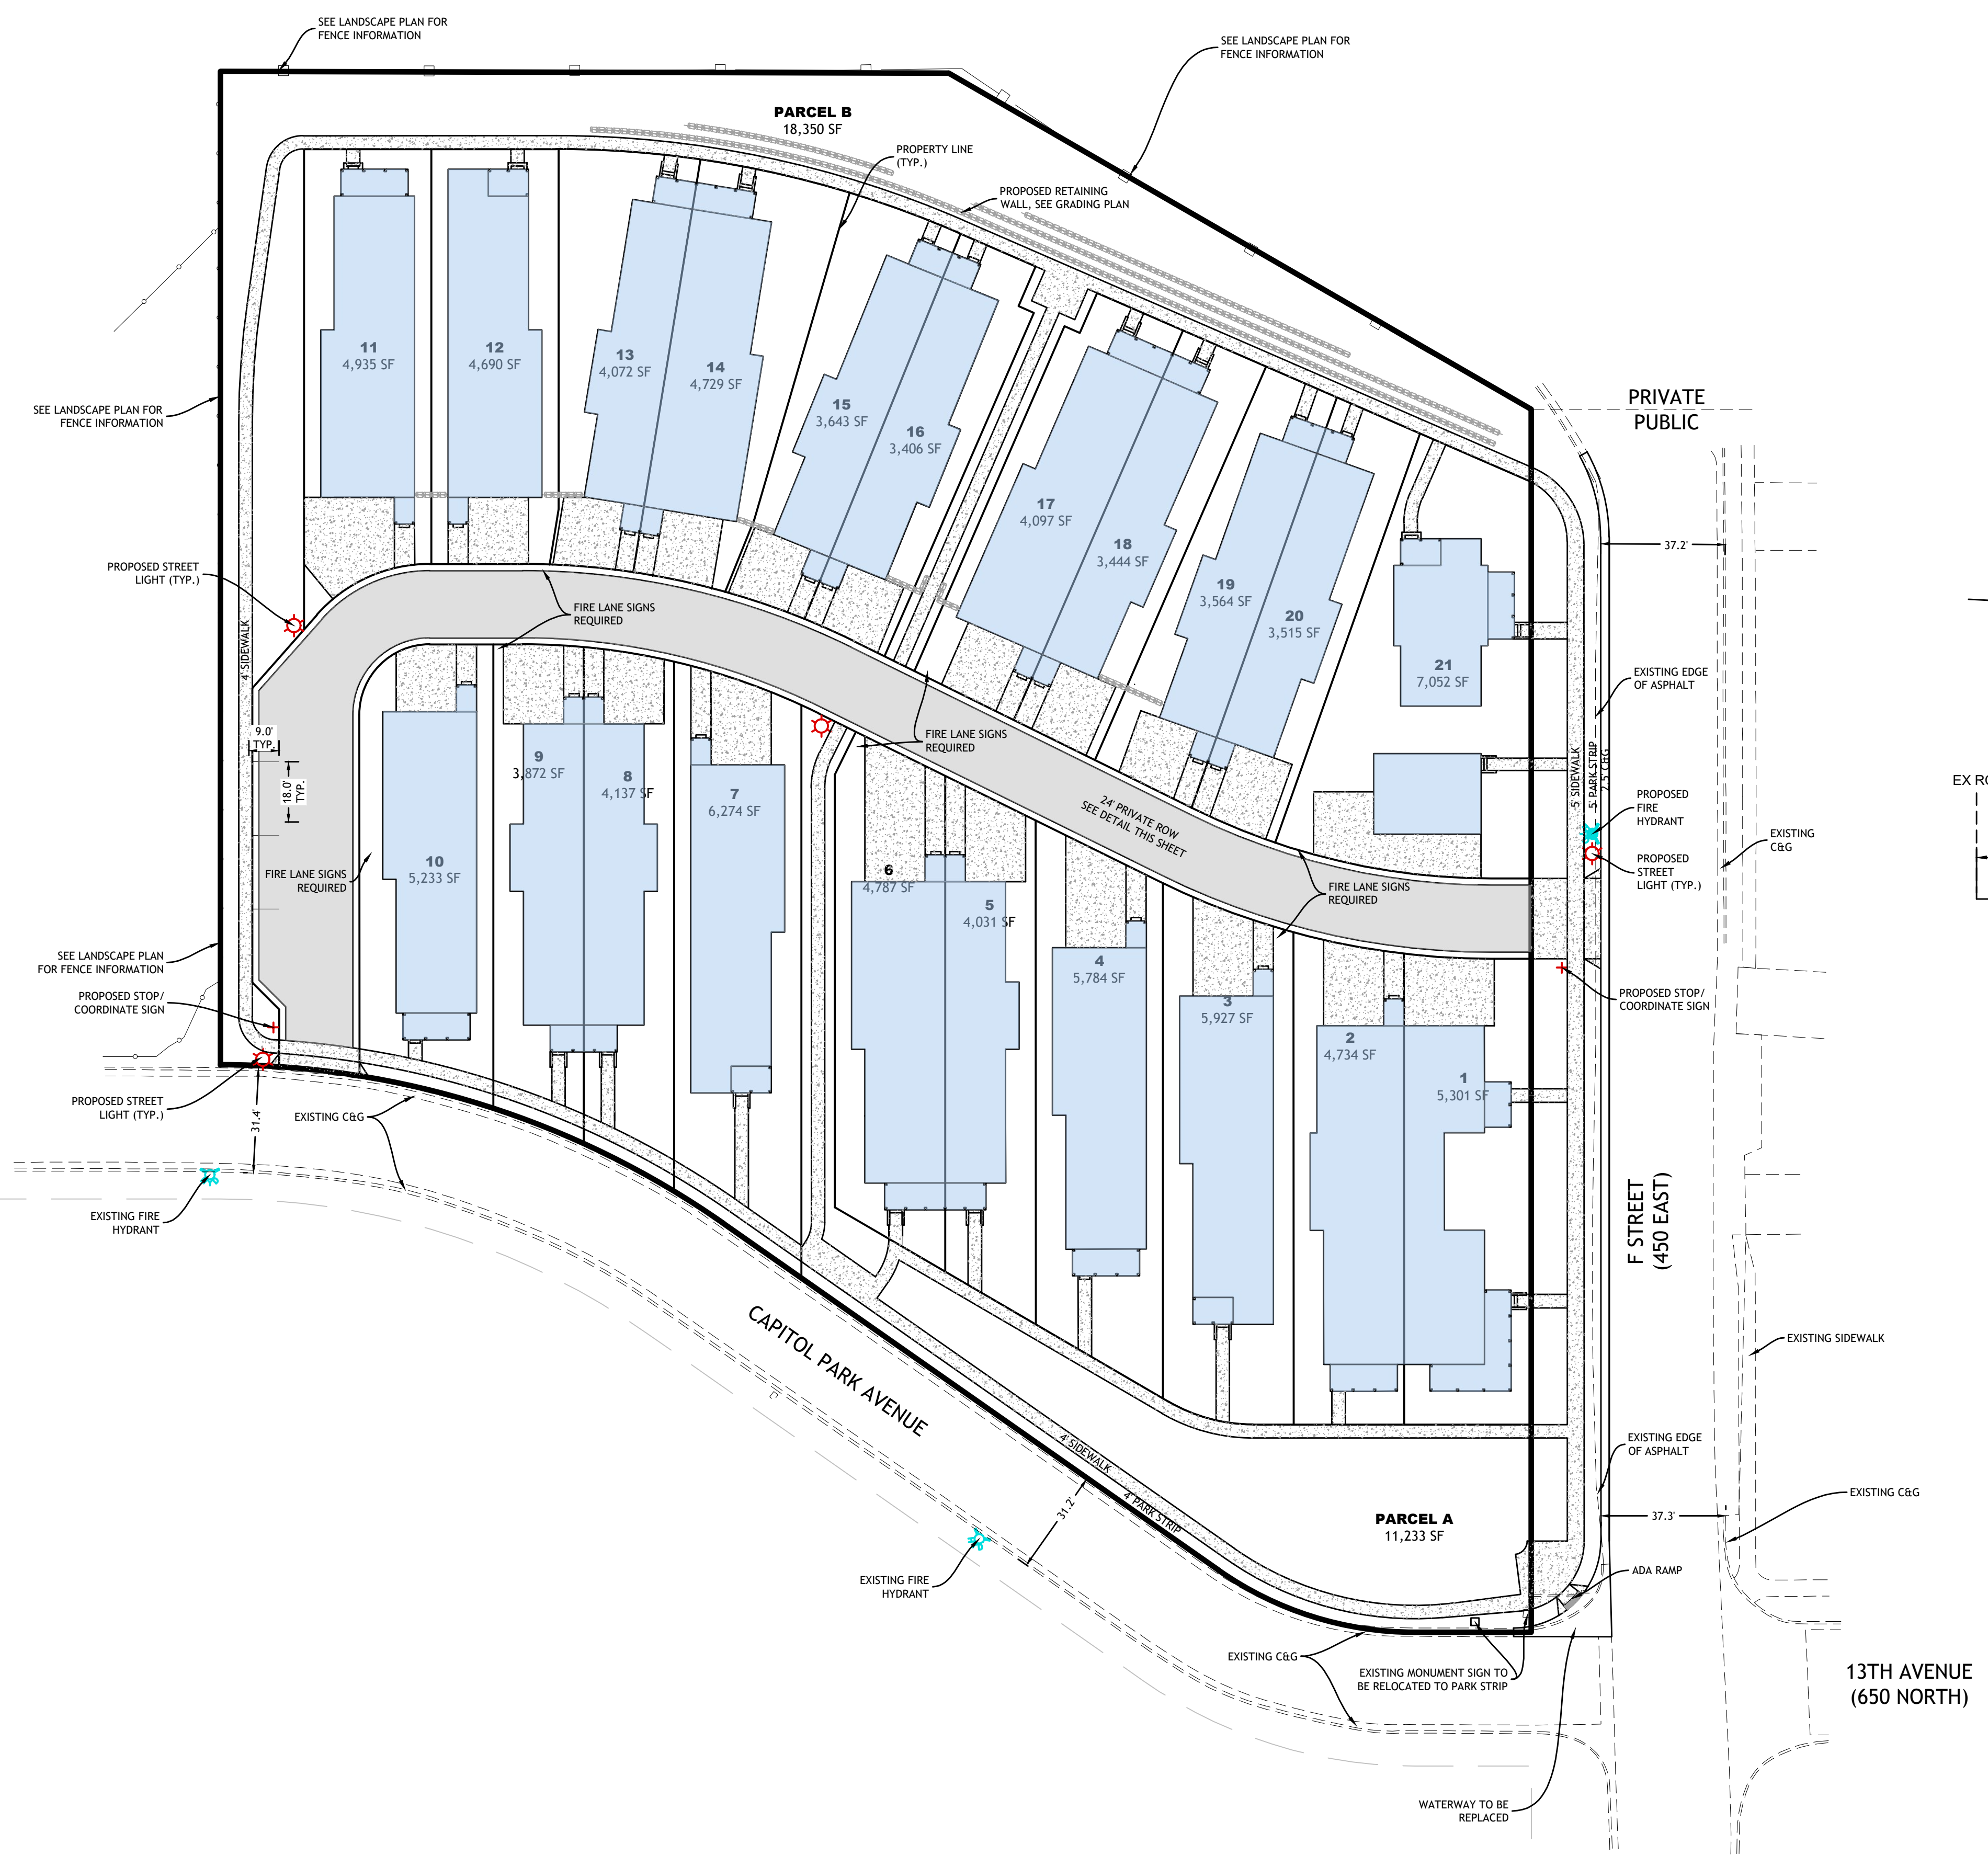 SEE LANDSCAPE PLAN FOR
FENCE INFORMATION
SEE LANDSCAPE PLAN FOR
FENCE INFORMATION
PARCEL B
18,350 SF
PROPERTY LINE
(TYP.)
PROPOSED RETAINING
WALL, SEE GRADING PLAN
11
4,935 SF
12
4,690 SF
13
4,072 SF
14
4,729 SF
15
3,643 SF
16
3,406 SF
17
4,097 SF
18
3,444 SF
19
3,564 SF
20
3,515 SF
21
7,052 SF
PRIVATE
PUBLIC
SEE LANDSCAPE PLAN FOR
FENCE INFORMATION
37.2'
PROPOSED STREET
LIGHT (TYP.)
FIRE LANE SIGNS
REQUIRED
4' SIDEWALK
EXISTING EDGE
OF ASPHALT
FIRE LANE SIGNS
REQUIRED
9.0'
TYP.
18.0'
TYP.
5' SIDEWALK
5' PARK STRIP
2.5' C&G
EX RO
PROPOSED
FIRE
HYDRANT
EXISTING
C&G
24' PRIVATE ROW
SEE DETAIL THIS SHEET
PROPOSED
STREET
LIGHT (TYP.)
10
5,233 SF
9
3,872 SF
8
4,137 SF
7
6,274 SF
6
4,787 SF
5
4,031 SF
4
5,784 SF
3
5,927 SF
2
4,734 SF
1
5,301 SF
FIRE LANE SIGNS
REQUIRED
FIRE LANE SIGNS
REQUIRED
SEE LANDSCAPE PLAN
FOR FENCE INFORMATION
PROPOSED STOP/
COORDINATE SIGN
PROPOSED STOP/
COORDINATE SIGN
PROPOSED STREET
LIGHT (TYP.)
31.4'
EXISTING C&G
EXISTING FIRE
HYDRANT
F STREET
(450 EAST)
CAPITOL PARK AVENUE
EXISTING SIDEWALK
4' SIDEWALK
4' PARK STRIP
31.2'
EXISTING EDGE
OF ASPHALT
EXISTING C&G
PARCEL A
11,233 SF
37.3'
EXISTING FIRE
HYDRANT
ADA RAMP
EXISTING C&G
EXISTING MONUMENT SIGN TO
BE RELOCATED TO PARK STRIP
13TH AVENUE
(650 NORTH)
WATERWAY TO BE
REPLACED